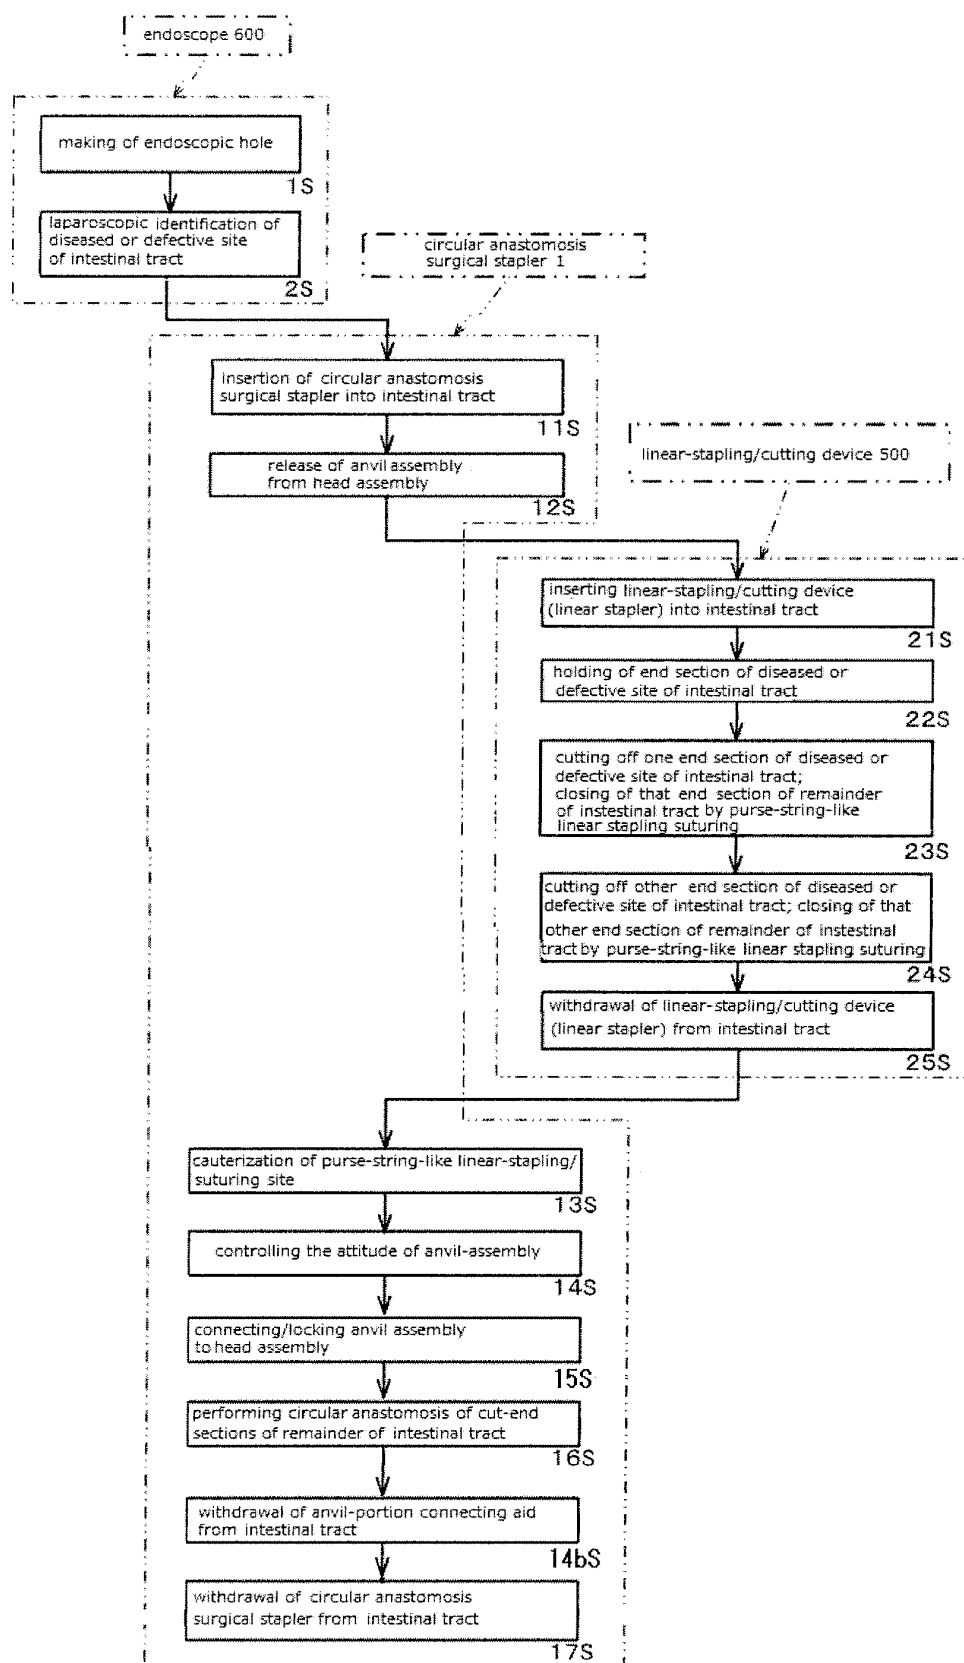 endoscope 600
making of endoscopic hole
1S
laparoscopic identification of
diseased or defective site
of intestinal tract
2S
circular anastomosis
surgical stapler 1
insertion of circular anastomosis
surgical stapler into intestinal tract
11S
release of anvil assembly
from head assembly
12S
linear-stapling/cutting device 500
inserting linear-stapling/cutting device
(linear stapler) into intestinal tract
21S
holding of end section of diseased or
defective site of intestinal tract
22S
cutting off one end section of diseased or
defective site of intestinal tract;
closing of that end section of remainder
of instestinal tract by purse-string-like
linear stapling suturing
23S
cutting off other end section of diseased or
defective site of intestinal tract; closing of that
other end section of remainder of instestinal
tract by purse-string-like linear stapling suturing
24S
withdrawal of linear-stapling/cutting device
(linear stapler) from intestinal tract
25S
cauterization of purse-string-like linear-stapling/
suturing site
13S
controlling the attitude of anvil-assembly
14S
connecting/locking anvil assembly
to head assembly
15S
performing circular anastomosis of cut-end
sections of remainder of intestinal tract
16S
withdrawal of anvil-portion connecting aid
from intestinal tract
14bS
withdrawal of circular anastomosis
surgical stapler from intestinal tract
17S